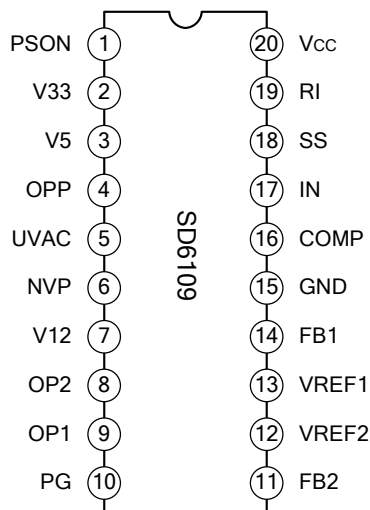 PSON 1 20 VCC
V33 2 19 RI
V5 3 18 SS
OPP 4 17 IN
UVAC 5 16 COMP
NVP 6 15 GND
V12 7 14 FB1
OP2 8 13 VREF1
OP1 9 12 VREF2
PG 10 11 FB2
SD6109